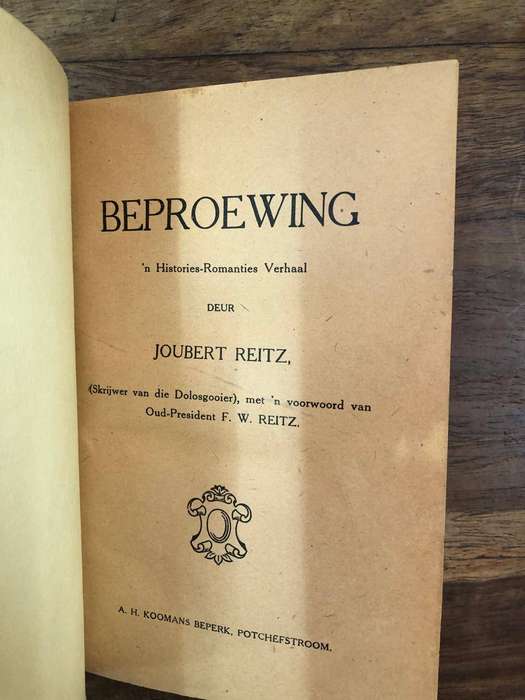 BEPROEWING
'n Histories-Romanties Verhaal
DEUR
JOUBERT REITZ,
(Skrijwer van die Dolosgooier), met 'n voorwoord van
Oud-President F. W. REITZ.
A. H. KOOMANS BEPERK, POTCHEFSTROOM.